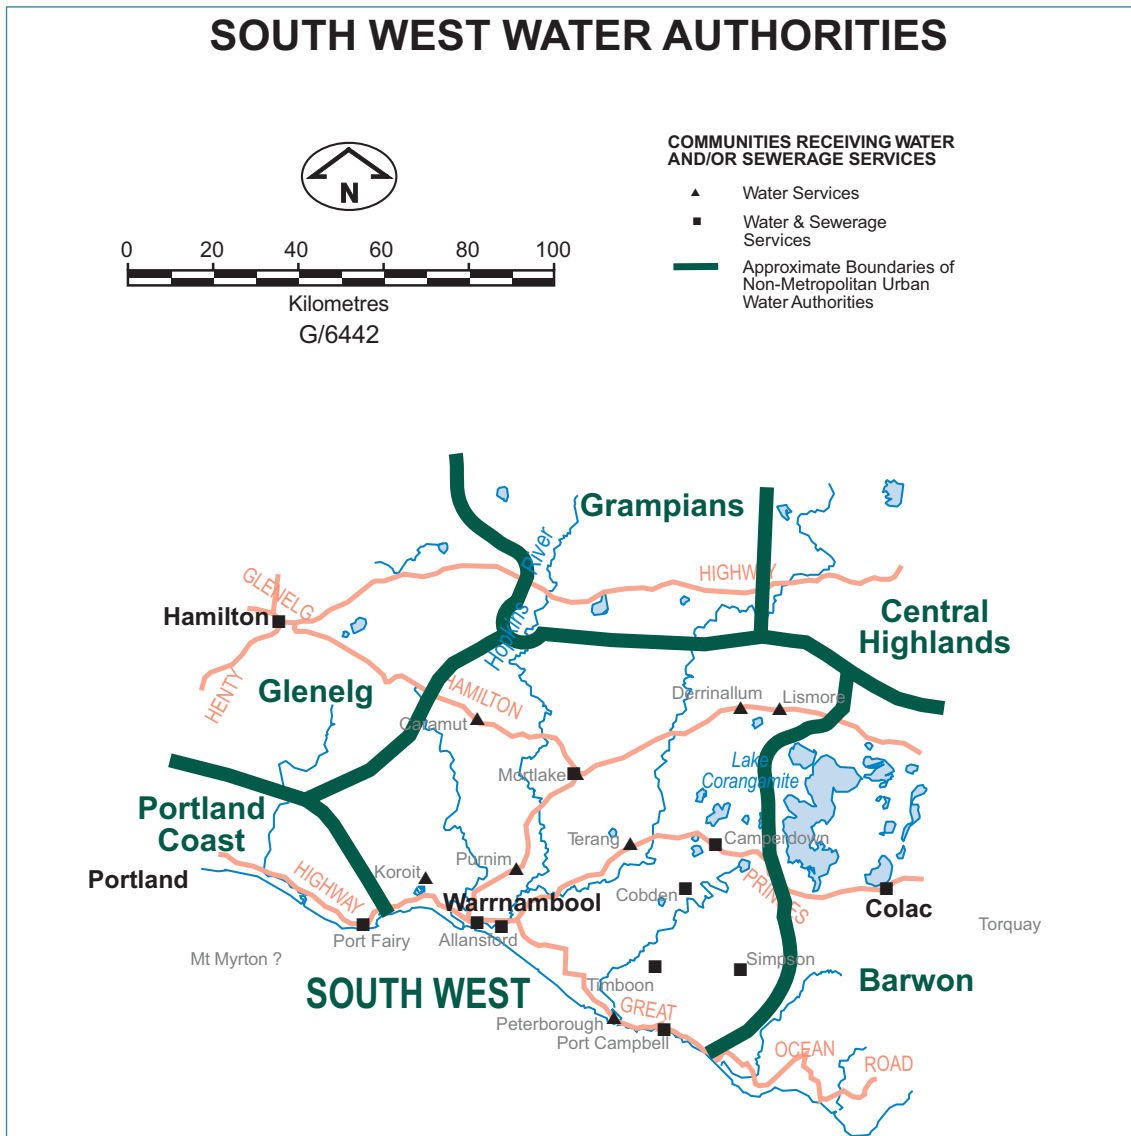 SOUTH WEST WATER AUTHORITIES
COMMUNITIES RECEIVING WATER
AND/OR SEWERAGE SERVICES
N
Water Services
Water & Sewerage
Services
0 20 40 60 80 100
Approximate Boundaries of
Non-Metropolitan Urban
Water Authorities
Kilometres
G/6442
Grampians
River
HIGHWAY
GLENELG
Hamilton
Hopkins
Central
Highlands
HENTY
Glenelg
HAMILTON
Derrinallum
Lismore
Caramut
Mortlake
Lake
Corangamite
Portland
Coast
Terang
Camperdown
Koroit
Purnim
Portland
HIGHWAY
Warrnambool
Cobden
PRINCES
Colac
Torquay
Port Fairy
Allansford
Mt Myrton ?
SOUTH WEST
Timboon
Simpson
Barwon
Peterborough
GREAT
Port Campbell
OCEAN
ROAD